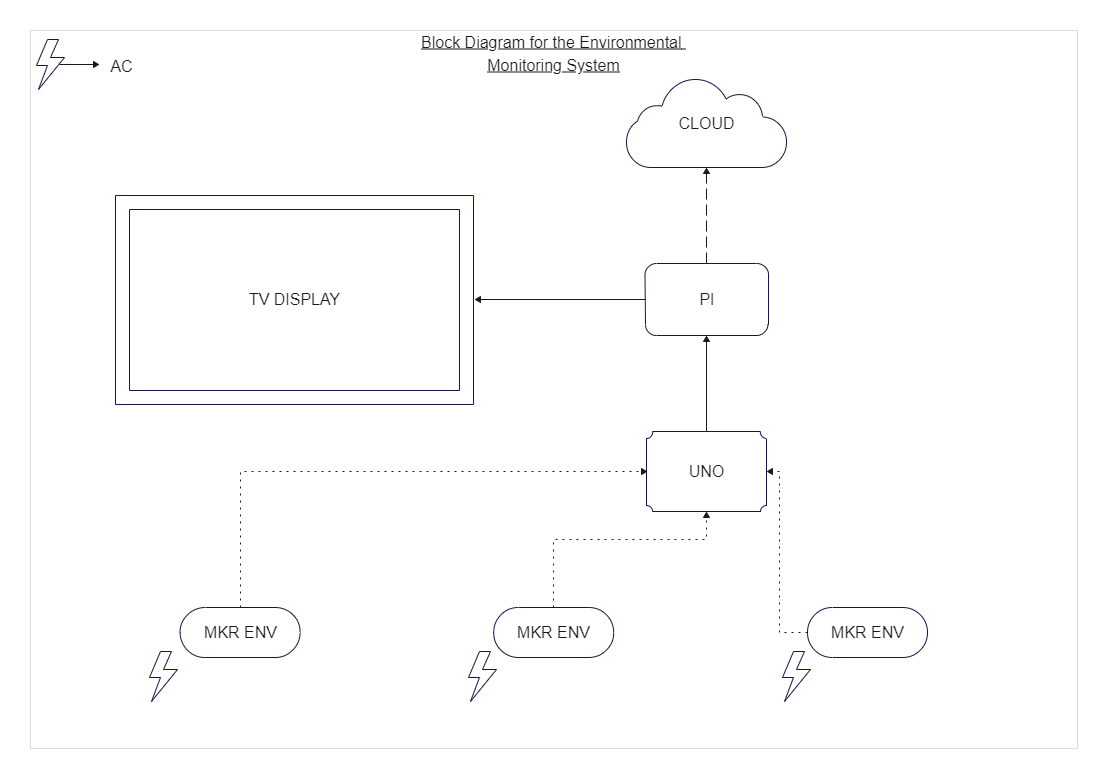 Block Diagram for the Environmental
Monitoring System
AC
CLOUD
TV DISPLAY
PI
UNO
MKR ENV
MKR ENV
MKR ENV